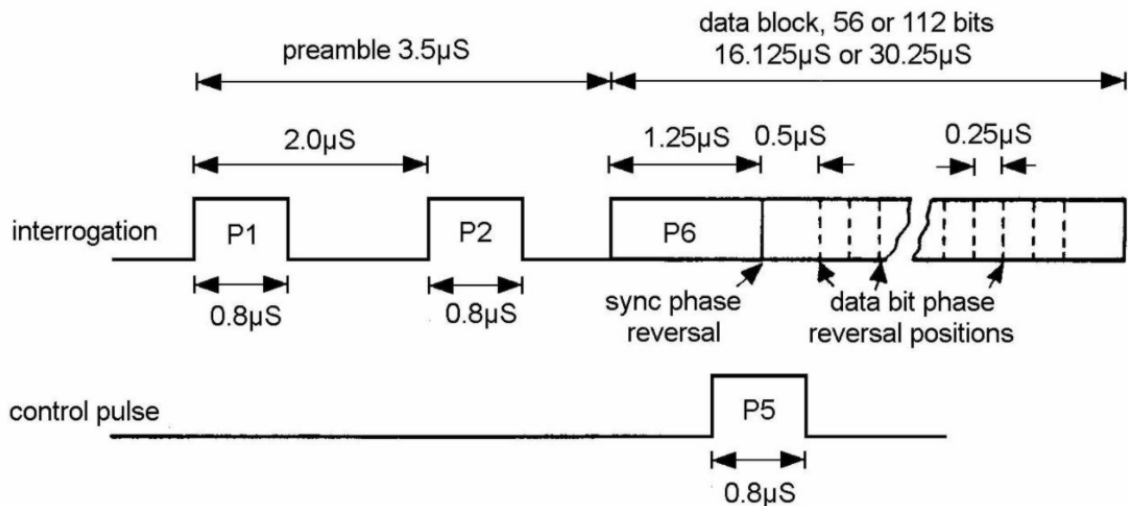 data block, 56 or 112 bits
preamble 3.5µS
16.125µS or 30.25µS
2.0µS
1.25µS
0.5µS
0.25µS
interrogation
P1
P2
P6
0.8µS
0.8µS
sync phase
reversal
data bit phase
reversal positions
control pulse
P5
0.8µS